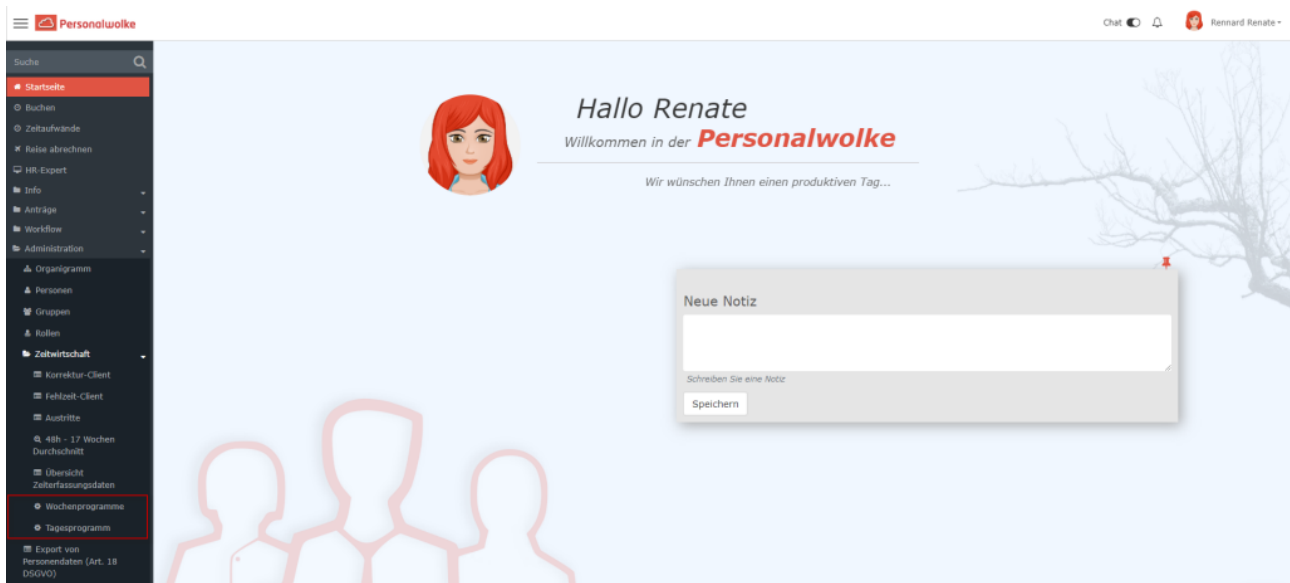 Personalwolke
Chat
Rennard Renate
Suche
Startseite
Buchen
Zeitaufwände
Reise abrechnen
HR-Expert
Info
Anträge
Workflow
Administration
Organigramm
Personen
Gruppen
Rollen
Zeitwirtschaft
Korrektur-Client
Fehlzeit-Client
Austritte
48h - 17 Wochen
Durchschnitt
Übersicht
Zeiterfassungsdaten
Wochenprogramme
Tagesprogramm
Export von
Personendaten (Art. 18
DSGVO)
Hallo Renate
Willkommen in der Personalwolke
Wir wünschen Ihnen einen produktiven Tag...
Neue Notiz
Schreiben Sie eine Notiz
Speichern